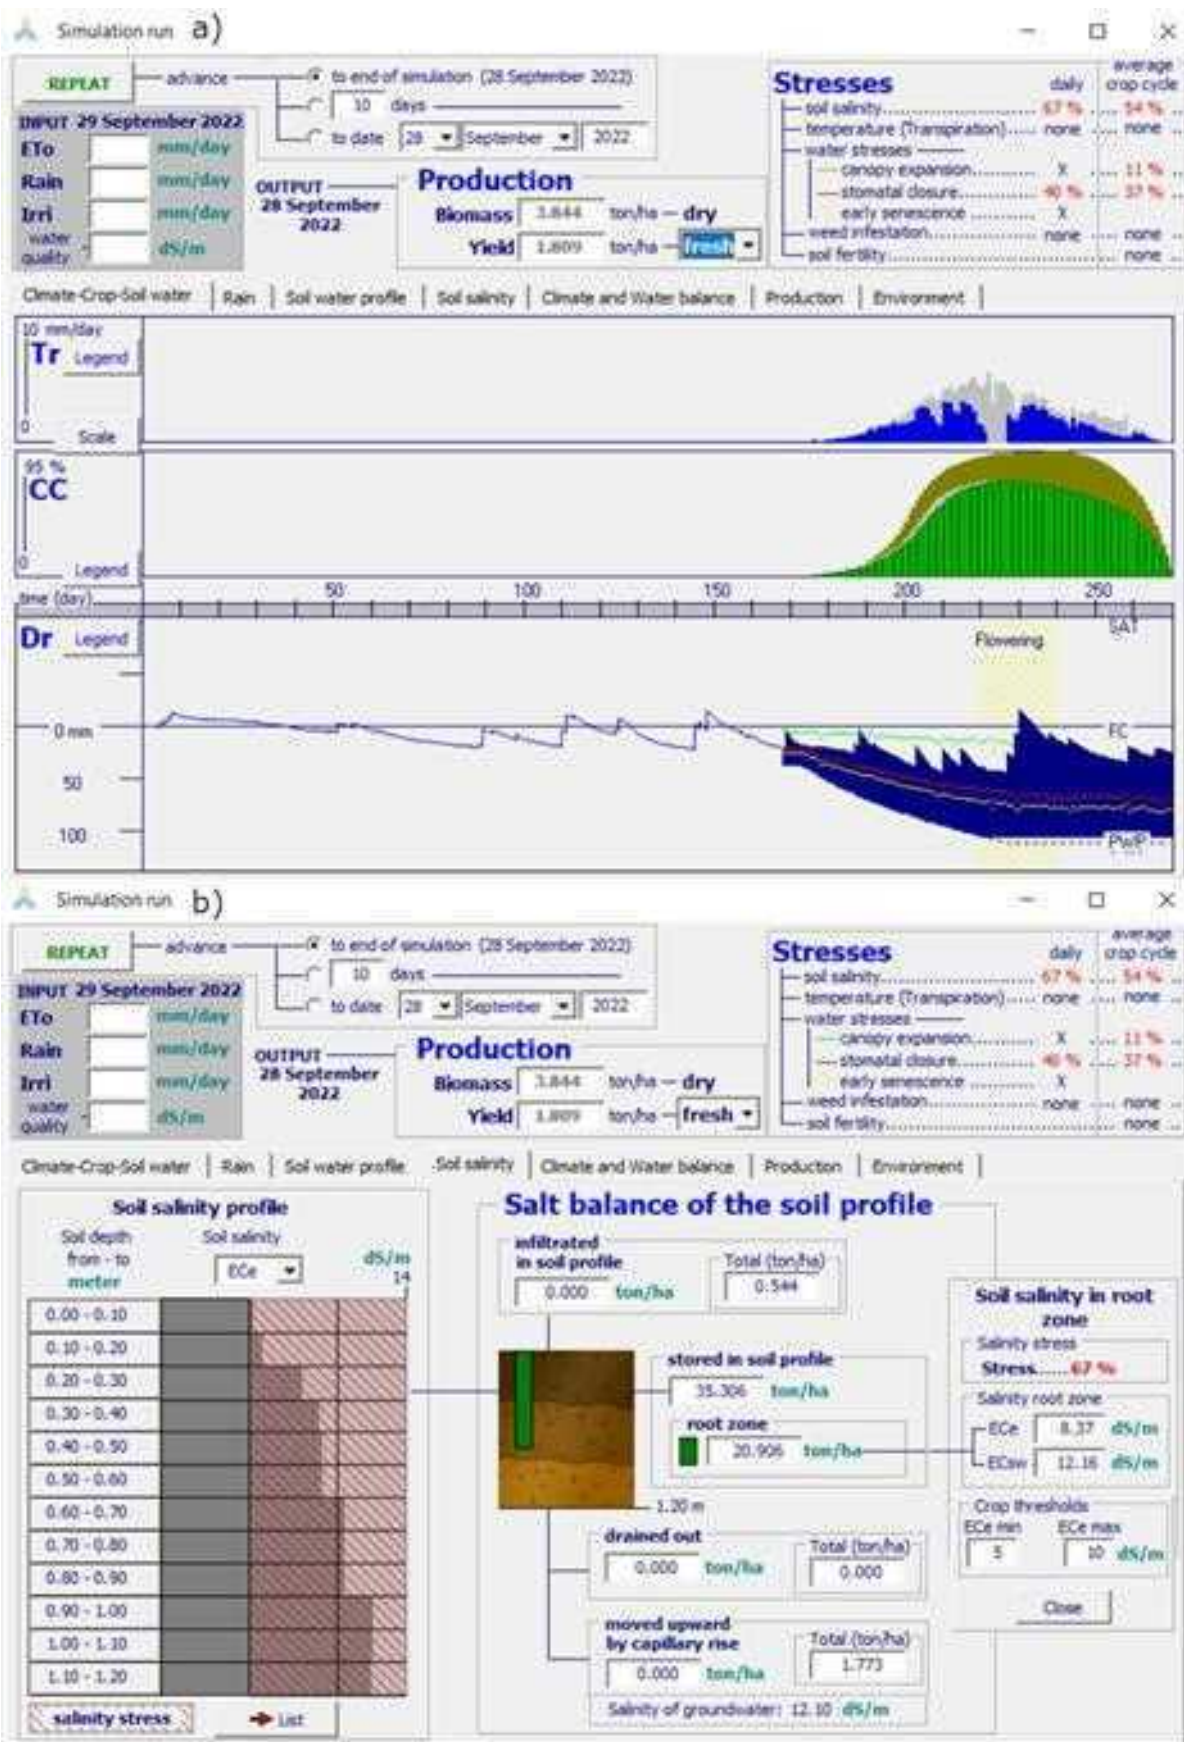 Simulation run a)
REPEAT advance to end of simulation (28 September 2022)
10 days
to date 28 September 2022
INPUT 29 September 2022
ETo mm/day
Rain mm/day
Irri mm/day
water quality dS/m
OUTPUT
28 September
2022
Production
Biomass 3.844 ton/ha dry
Yield 1.809 ton/ha fresh
Stresses daily average crop cycle
soil salinity 67 % 54 %
temperature (Transpiration) none none
water stresses
canopy expansion X 11 %
stomatal closure 40 % 37 %
early senescence X
weed infestation none none
soil fertility none
Climate-Crop-Soil water Rain Soil water profile Soil salinity Climate and Water balance Production Environment
10 mm/day
Tr Legend
0 Scale
95 %
CC
0 Legend
time (day) 50 100 150 200 250
Dr Legend
Flowering SAT
0 mm FC
50
100 PWP
Simulation run b)
REPEAT advance to end of simulation (28 September 2022)
10 days
to date 28 September 2022
INPUT 29 September 2022
ETo mm/day
Rain mm/day
Irri mm/day
water quality dS/m
OUTPUT
28 September
2022
Production
Biomass 3.844 ton/ha dry
Yield 1.809 ton/ha fresh
Stresses daily average crop cycle
soil salinity 67 % 54 %
temperature (Transpiration) none none
water stresses
canopy expansion X 11 %
stomatal closure 40 % 37 %
early senescence X
weed infestation none none
soil fertility none
Climate-Crop-Soil water Rain Soil water profile Soil salinity Climate and Water balance Production Environment
Soil salinity profile
Soil depth Soil salinity
from - to ECe dS/m
meter 14
0.00 - 0.10
0.10 - 0.20
0.20 - 0.30
0.30 - 0.40
0.40 - 0.50
0.50 - 0.60
0.60 - 0.70
0.70 - 0.80
0.80 - 0.90
0.90 - 1.00
1.00 - 1.10
1.10 - 1.20
salinity stress List
Salt balance of the soil profile
infiltrated
in soil profile Total (ton/ha)
0.000 ton/ha 0.544
stored in soil profile
35.306 ton/ha
root zone
20.906 ton/ha
1.20 m
drained out Total (ton/ha)
0.000 ton/ha 0.000
moved upward
by capillary rise Total (ton/ha)
0.000 ton/ha 1.773
Salinity of groundwater: 12.10 dS/m
Soil salinity in root
zone
Salinity stress
Stress 67 %
Salinity root zone
ECe 8.37 dS/m
ECsw 12.16 dS/m
Crop thresholds
ECe min ECe max
5 10 dS/m
Close